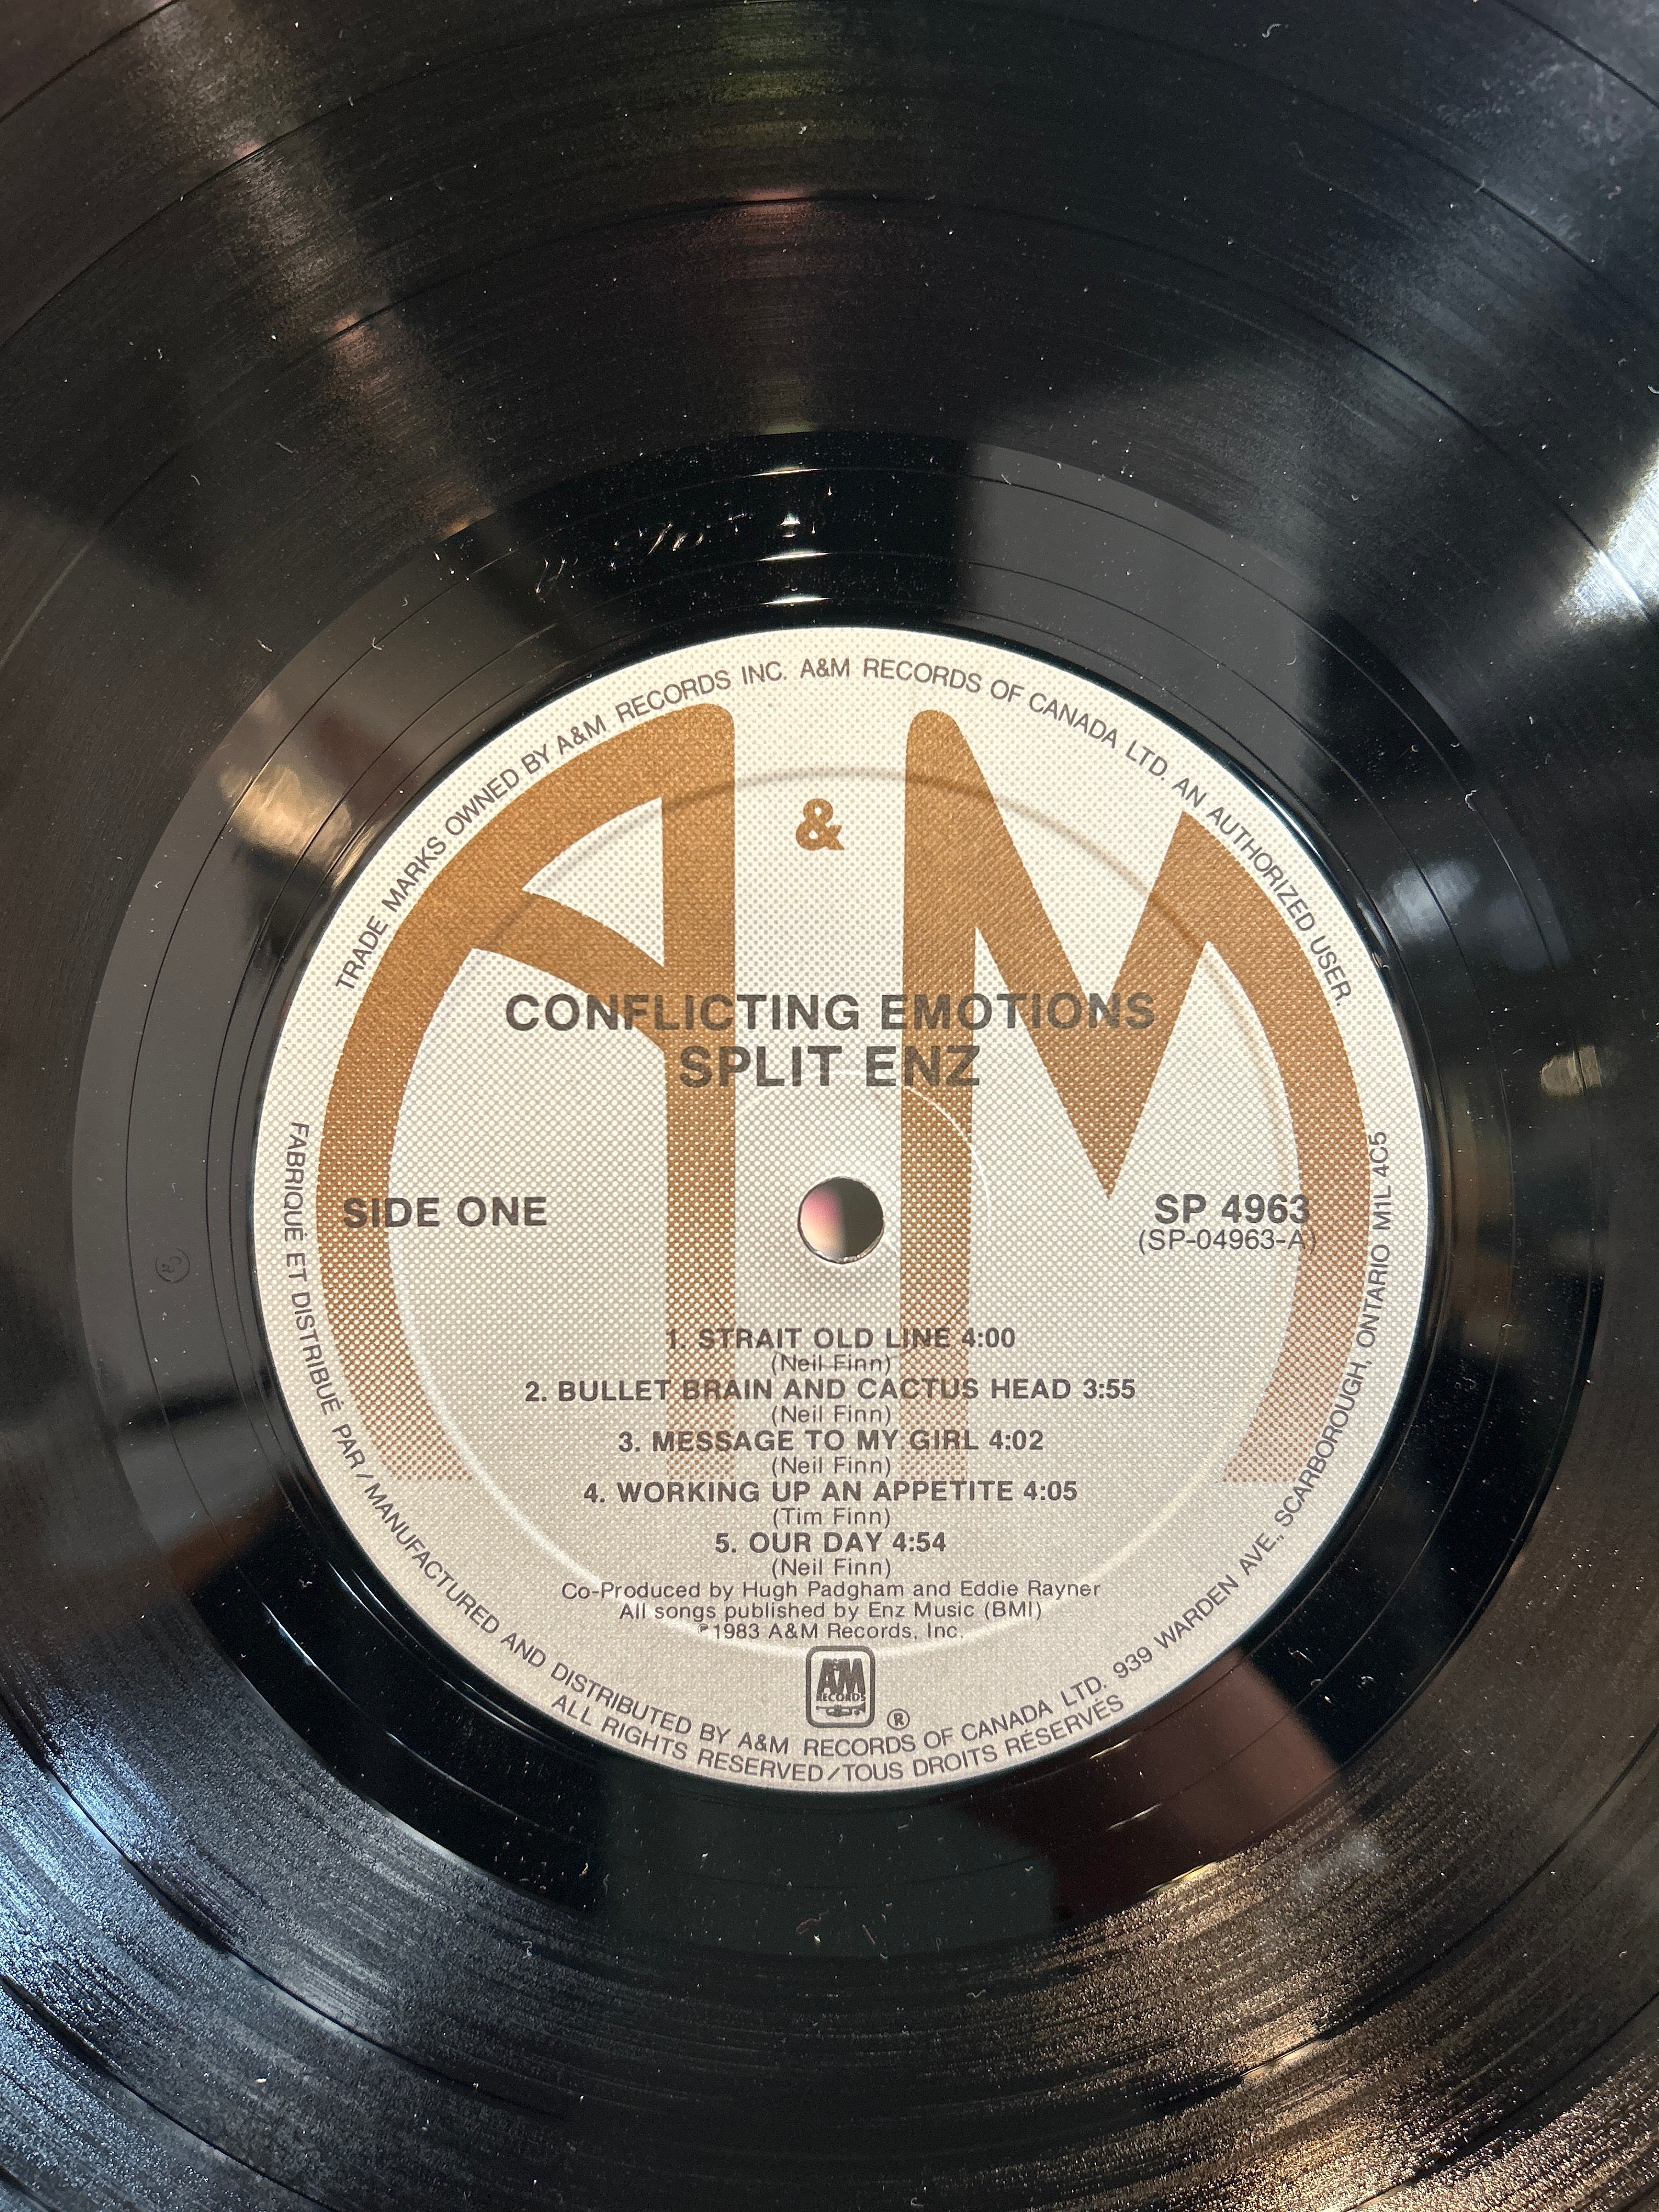 TRADE MARKS OWNED BY A&M RECORDS INC. A&M RECORDS OF CANADA LTD. AN AUTHORIZED USER.
A & M
CONFLICTING EMOTIONS
SPLIT ENZ
SIDE ONE
SP 4963
(SP-04963-A)
1. STRAIT OLD LINE 4:00
(Neil Finn)
2. BULLET BRAIN AND CACTUS HEAD 3:55
(Neil Finn)
3. MESSAGE TO MY GIRL 4:02
(Neil Finn)
4. WORKING UP AN APPETITE 4:05
(Tim Finn)
5. OUR DAY 4:54
(Neil Finn)
Co-Produced by Hugh Padgham and Eddie Rayner
All songs published by Enz Music (BMI)
℗1983 A&M Records, Inc.
A&M
RECORDS
®
FABRIQUÉ ET DISTRIBUÉ PAR / MANUFACTURED AND DISTRIBUTED BY A&M RECORDS OF CANADA LTD. 939 WARDEN AVE., SCARBOROUGH, ONTARIO M1L 4C5
ALL RIGHTS RESERVED/TOUS DROITS RÉSERVÉS